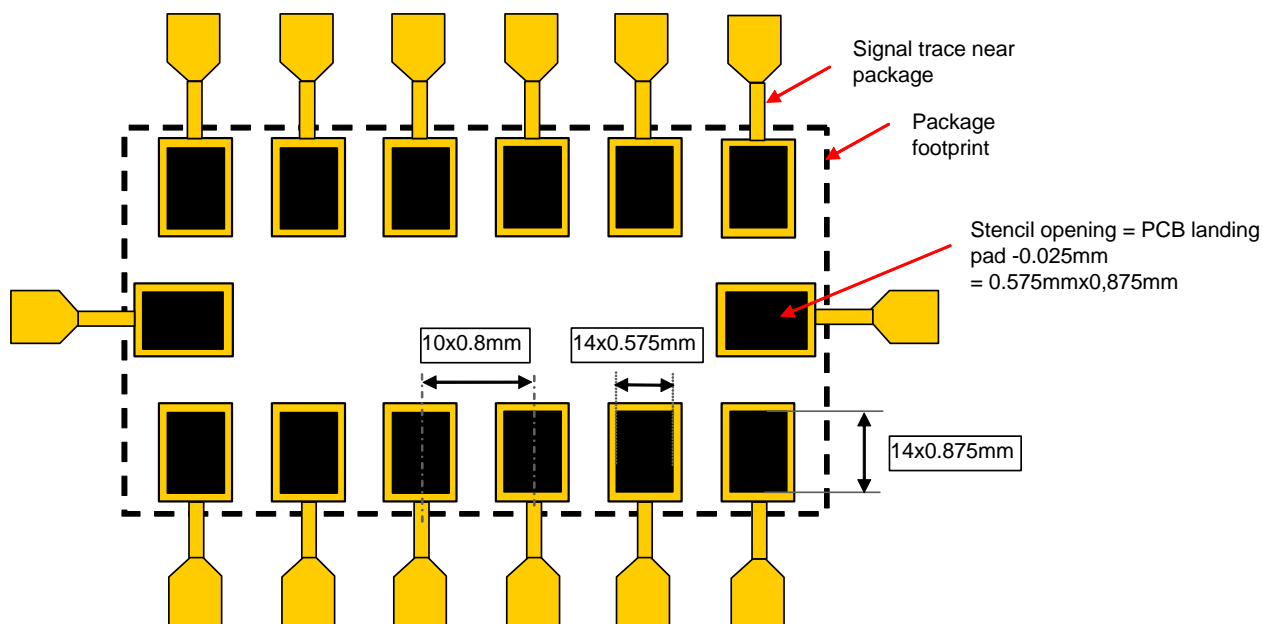 Signal trace near
package
Package
footprint
Stencil opening = PCB landing
pad -0.025mm
= 0.575mmx0,875mm
10x0.8mm
14x0.575mm
14x0.875mm